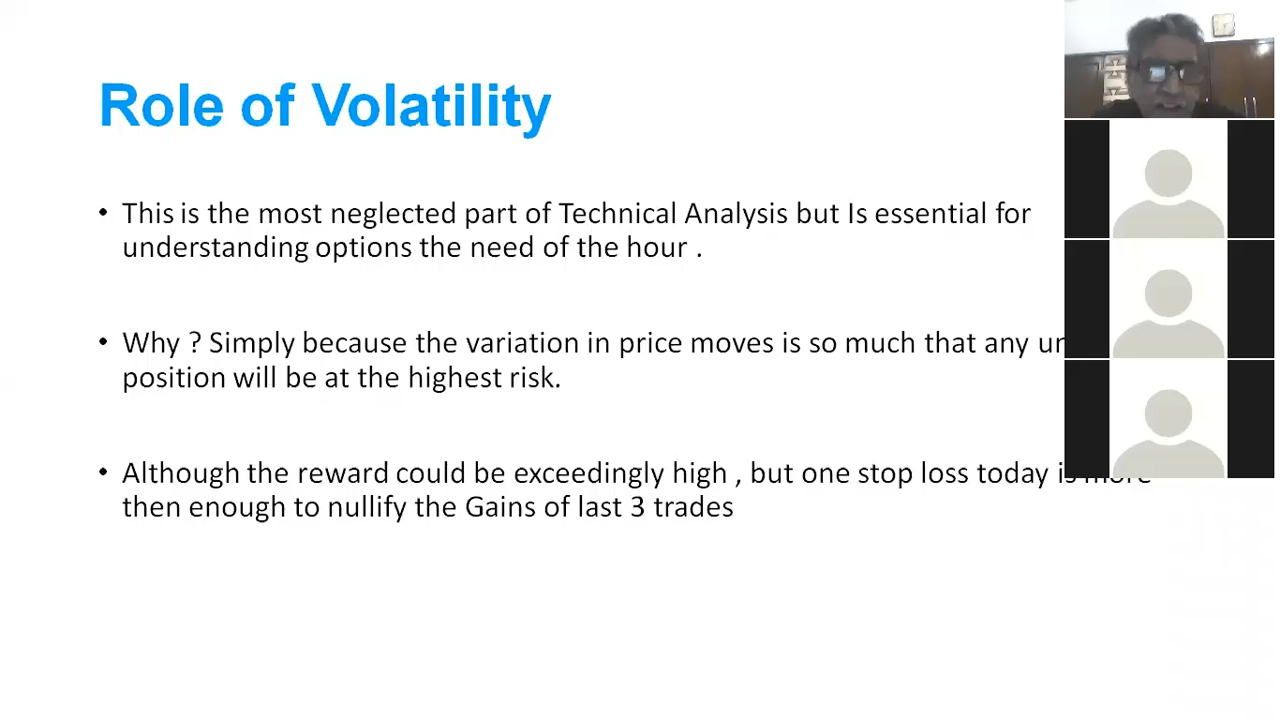 Role of Volatility
• This is the most neglected part of Technical Analysis but Is essential for
understanding options the need of the hour .
• Why ? Simply because the variation in price moves is so much that any
position will be at the highest risk.
• Although the reward could be exceedingly high , but one stop loss today is more
then enough to nullify the Gains of last 3 trades